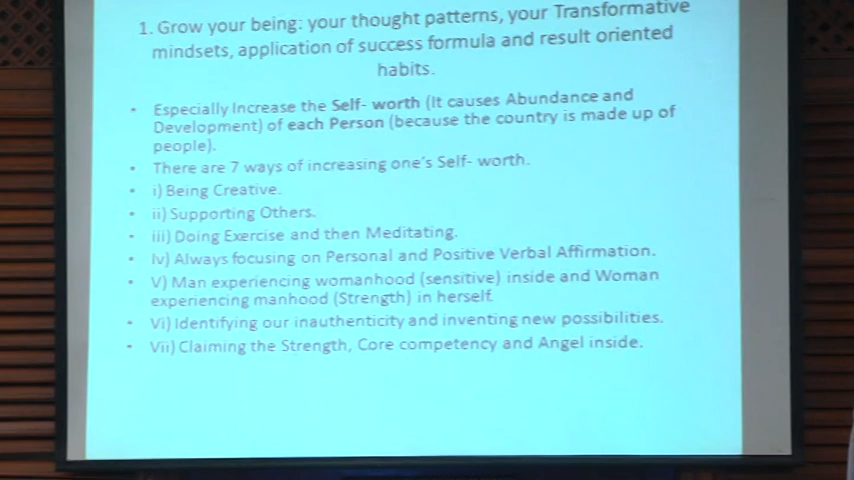 1. Grow your being: your thought patterns, your Transformative
mindsets, application of success formula and result oriented
habits.
• Especially Increase the Self- worth (It causes Abundance and
Development) of each Person (because the country is made up of
people).
• There are 7 ways of increasing one's Self- worth.
• i) Being Creative.
• ii) Supporting Others.
• iii) Doing Exercise and then Meditating.
• Iv) Always focusing on Personal and Positive Verbal Affirmation.
• V) Man experiencing womanhood (sensitive) inside and Woman
experiencing manhood (Strength) in herself.
• Vi) Identifying our inauthenticity and inventing new possibilities.
• Vii) Claiming the Strength, Core competency and Angel inside.